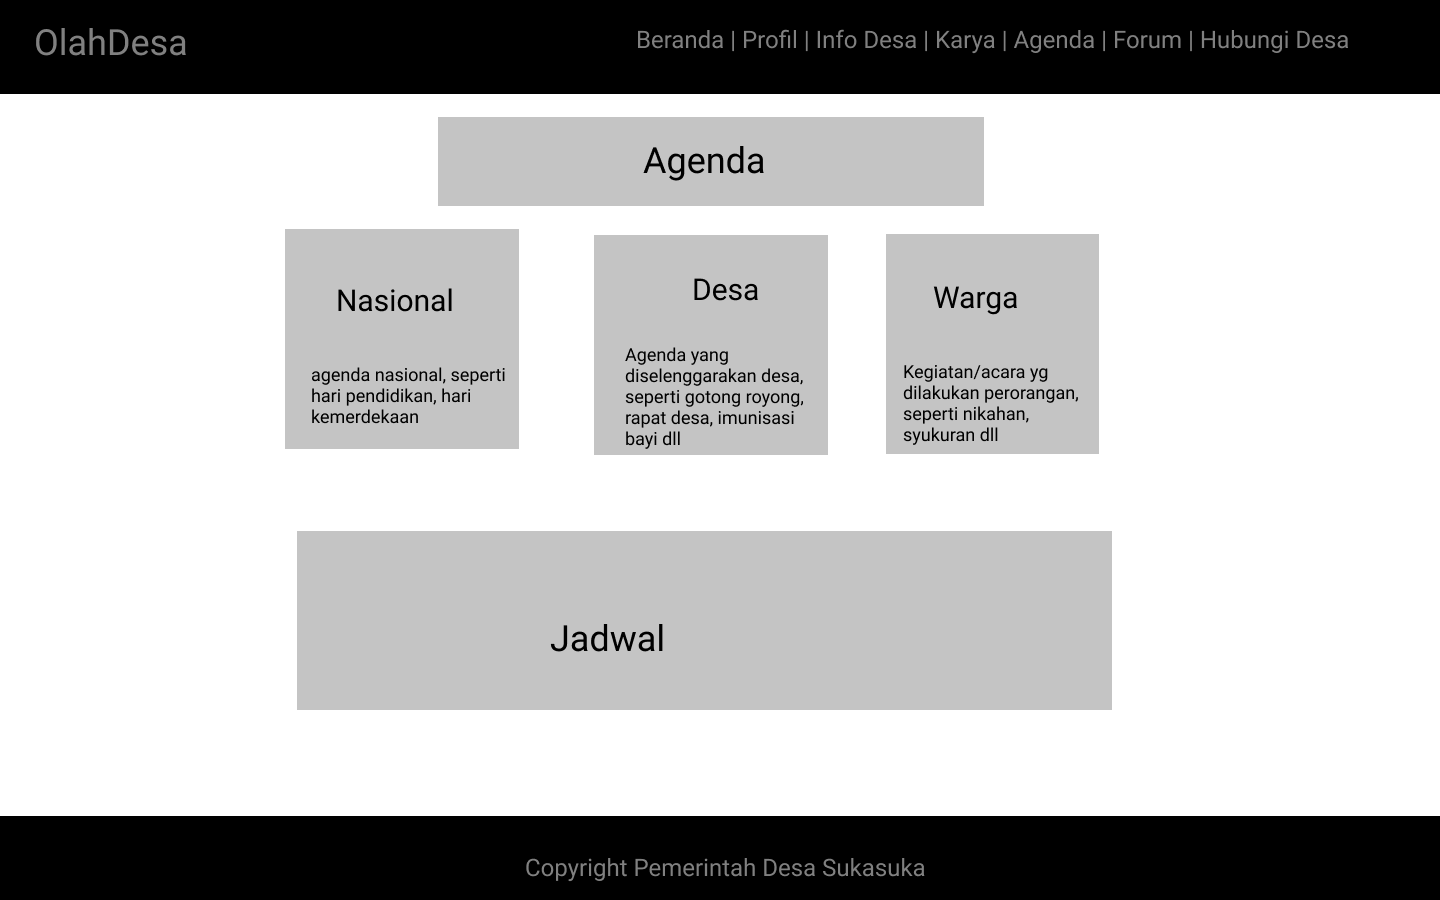 OlahDesa
Beranda | Profil | Info Desa | Karya | Agenda | Forum | Hubungi Desa
Agenda
Nasional
agenda nasional, seperti
hari pendidikan, hari
kemerdekaan
Desa
Agenda yang
diselenggarakan desa,
seperti gotong royong,
rapat desa, imunisasi
bayi dll
Warga
Kegiatan/acara yg
dilakukan perorangan,
seperti nikahan,
syukuran dll
Jadwal
Copyright Pemerintah Desa Sukasuka